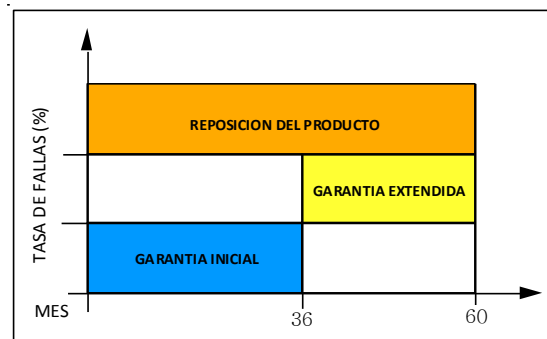 TASA DE FALLAS (%)
REPOSICION DEL PRODUCTO
GARANTIA EXTENDIDA
GARANTIA INICIAL
MES
36
60